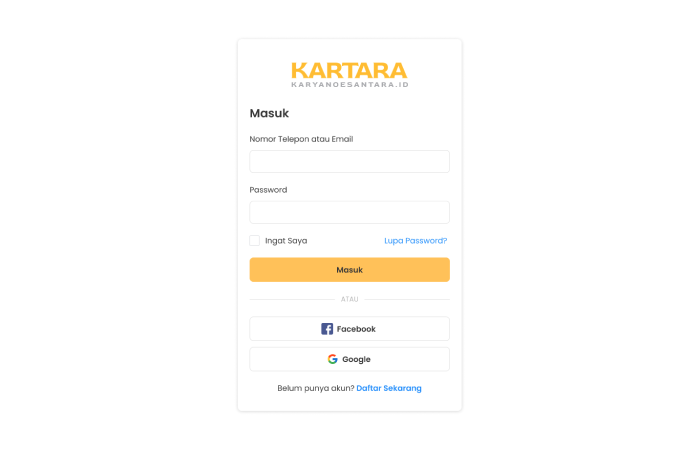 KARTARA
KARYANOESANTARA.ID
Masuk
Nomor Telepon atau Email
Password
Ingat Saya
Lupa Password?
Masuk
ATAU
Facebook
Google
Belum punya akun? Daftar Sekarang